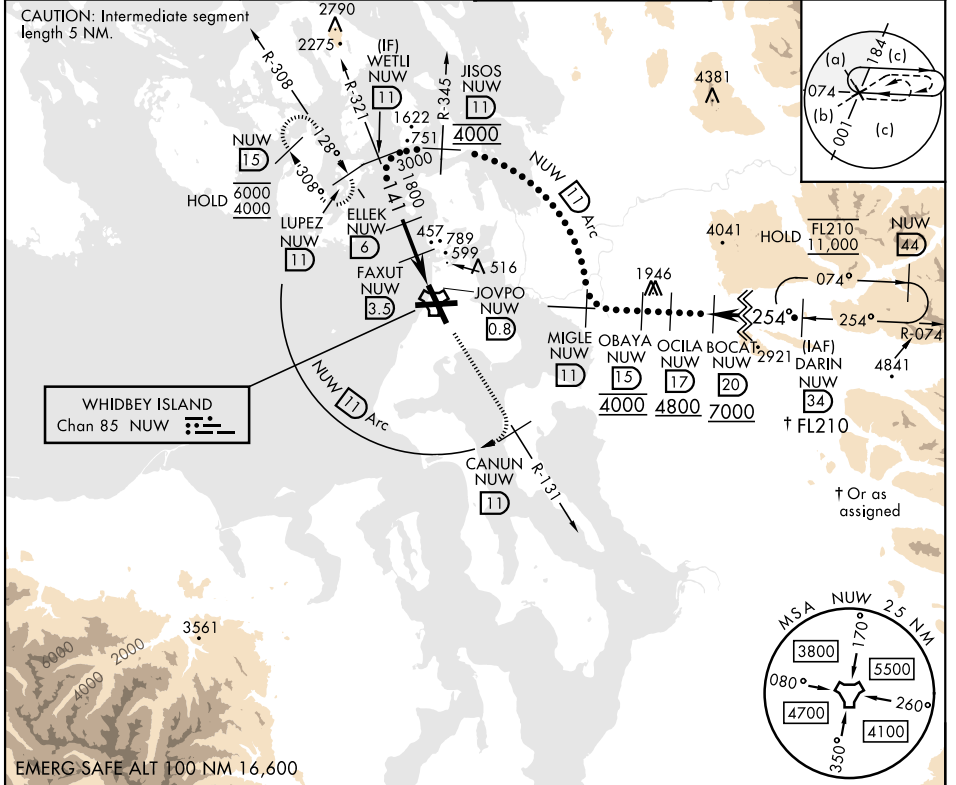 CAUTION: Intermediate segment
length 5 NM.
2790
2275
R-308
R-321
(IF)
WETLI
NUW
11
JISOS
NUW
11
4000
R-345
4381
1622
751
3000
1800
141
NUW
15
128°
308°
HOLD 6000
4000
LUPEZ
NUW
11
ELLEK
NUW
6
FAXUT
NUW
3.5
457
789
599
516
JOVPO
NUW
0.8
NUW 11 Arc
184
(a)
(c)
074
(b)
(c)
001
4041
HOLD FL210
11,000
NUW
44
074°
254°
254°
R-074
1946
MIGLE
NUW
11
OBAYA
NUW
15
4000
OCILA
NUW
17
4800
BOCAT
NUW
20
7000
2921
(IAF)
DARIN
NUW
34
† FL210
4841
† Or as
assigned
WHIDBEY ISLAND
Chan 85 NUW
NUW 11 Arc
CANUN
NUW
11
R-131
3561
6000
2000
4000
MSA NUW 25 NM
170°
3800
5500
080°
260°
4700
4100
350°
EMERG SAFE ALT 100 NM 16,600